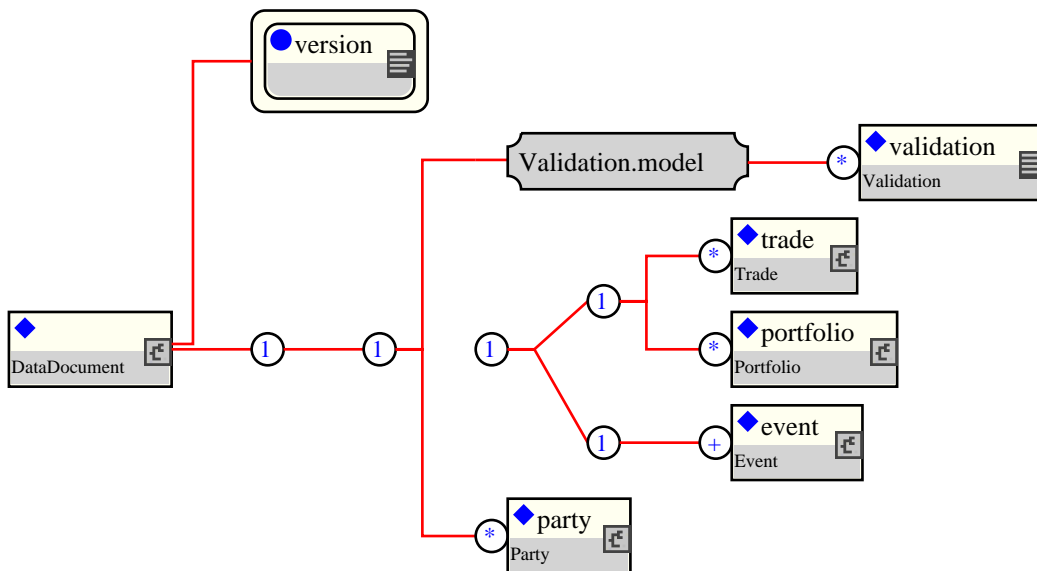 version
Validation.model
*
validation
Validation
*
trade
Trade
1
DataDocument
1
1
1
*
portfolio
Portfolio
1
+
event
Event
*
party
Party